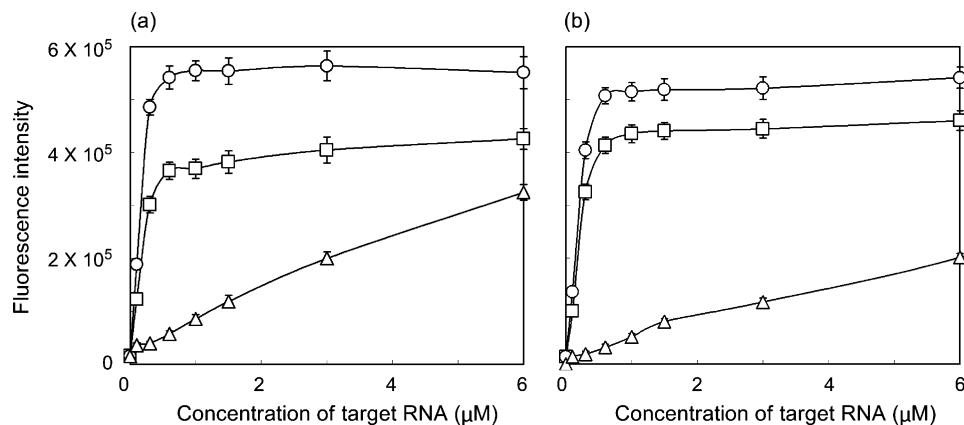 (a) (b)
6 X 10⁵
4 X 10⁵
2 X 10⁵
0
Fluorescence intensity
0 2 4 6 0 2 4 6
Concentration of target RNA (μM) Concentration of target RNA (μM)